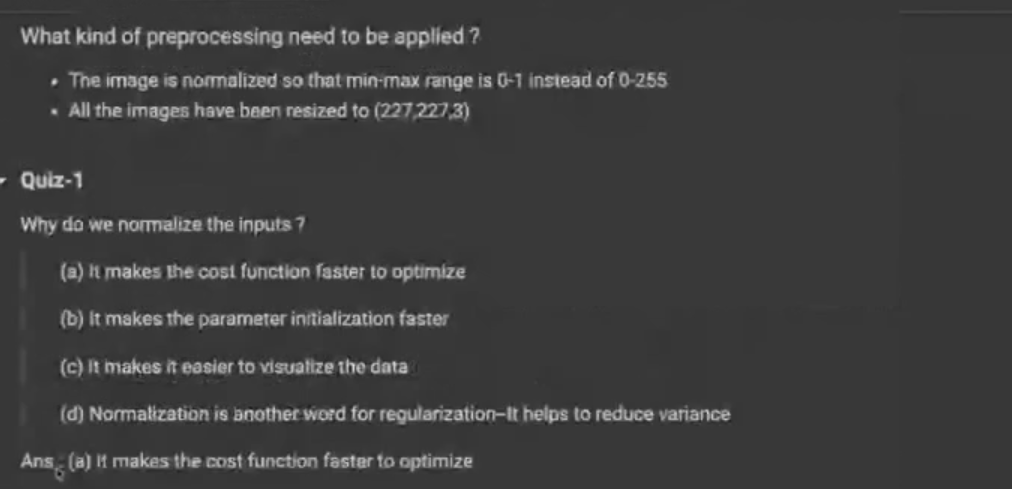 What kind of preprocessing need to be applied ?
• The image is normalized so that min-max range is 0-1 instead of 0-255
• All the images have been resized to (227,227,3)
Quiz-1
Why do we normalize the inputs ?
(a) It makes the cost function faster to optimize
(b) It makes the parameter initialization faster
(c) It makes it easier to visualize the data
(d) Normalization is another word for regularization–It helps to reduce variance
Ans : (a) It makes the cost function faster to optimize